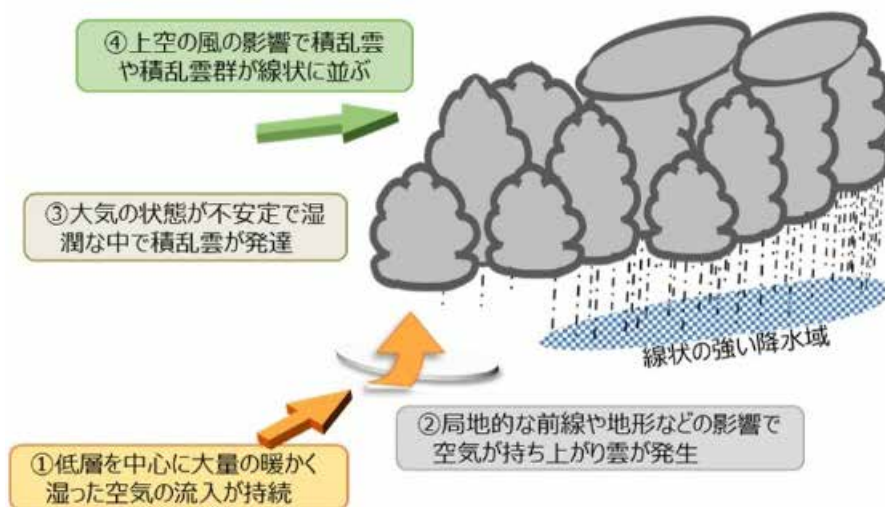 ④上空の風の影響で積乱雲
や積乱雲群が線状に並ぶ
③大気の状態が不安定で湿
潤な中で積乱雲が発達
線状の強い降水域
②局地的な前線や地形などの影響で
空気が持ち上がり雲が発生
①低層を中心に大量の暖かく
湿った空気の流入が持続